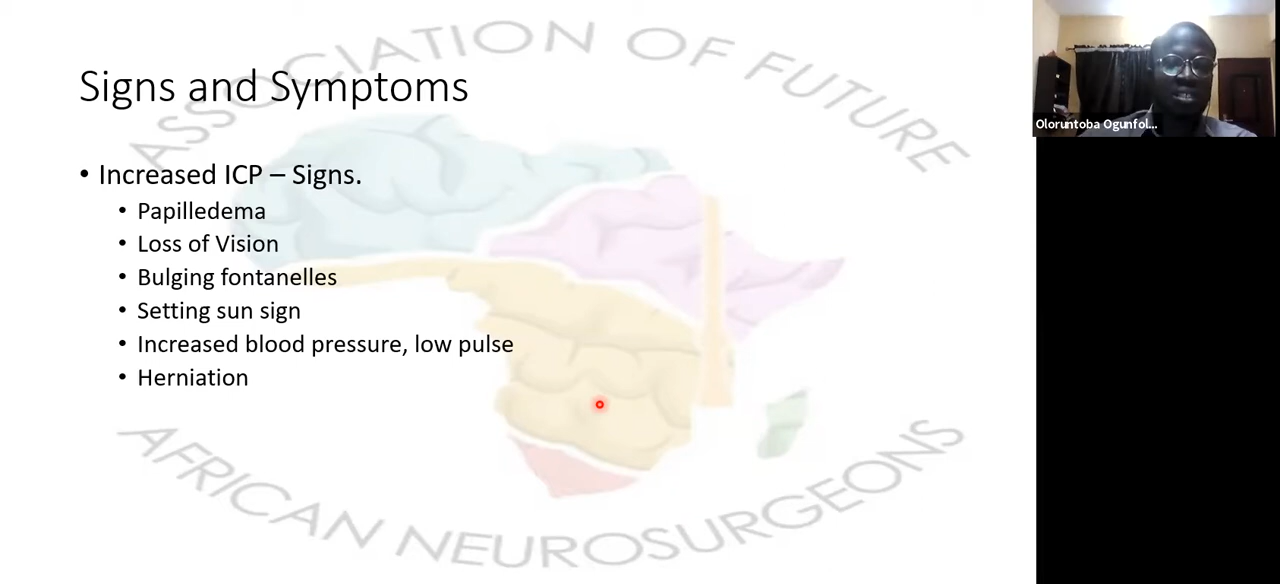 ASSOCIATION OF FUTURE
Signs and Symptoms
• Increased ICP – Signs.
• Papilledema
• Loss of Vision
• Bulging fontanelles
• Setting sun sign
• Increased blood pressure, low pulse
• Herniation
AFRICAN NEUROSURGEONS
Oloruntoba Ogunfol...